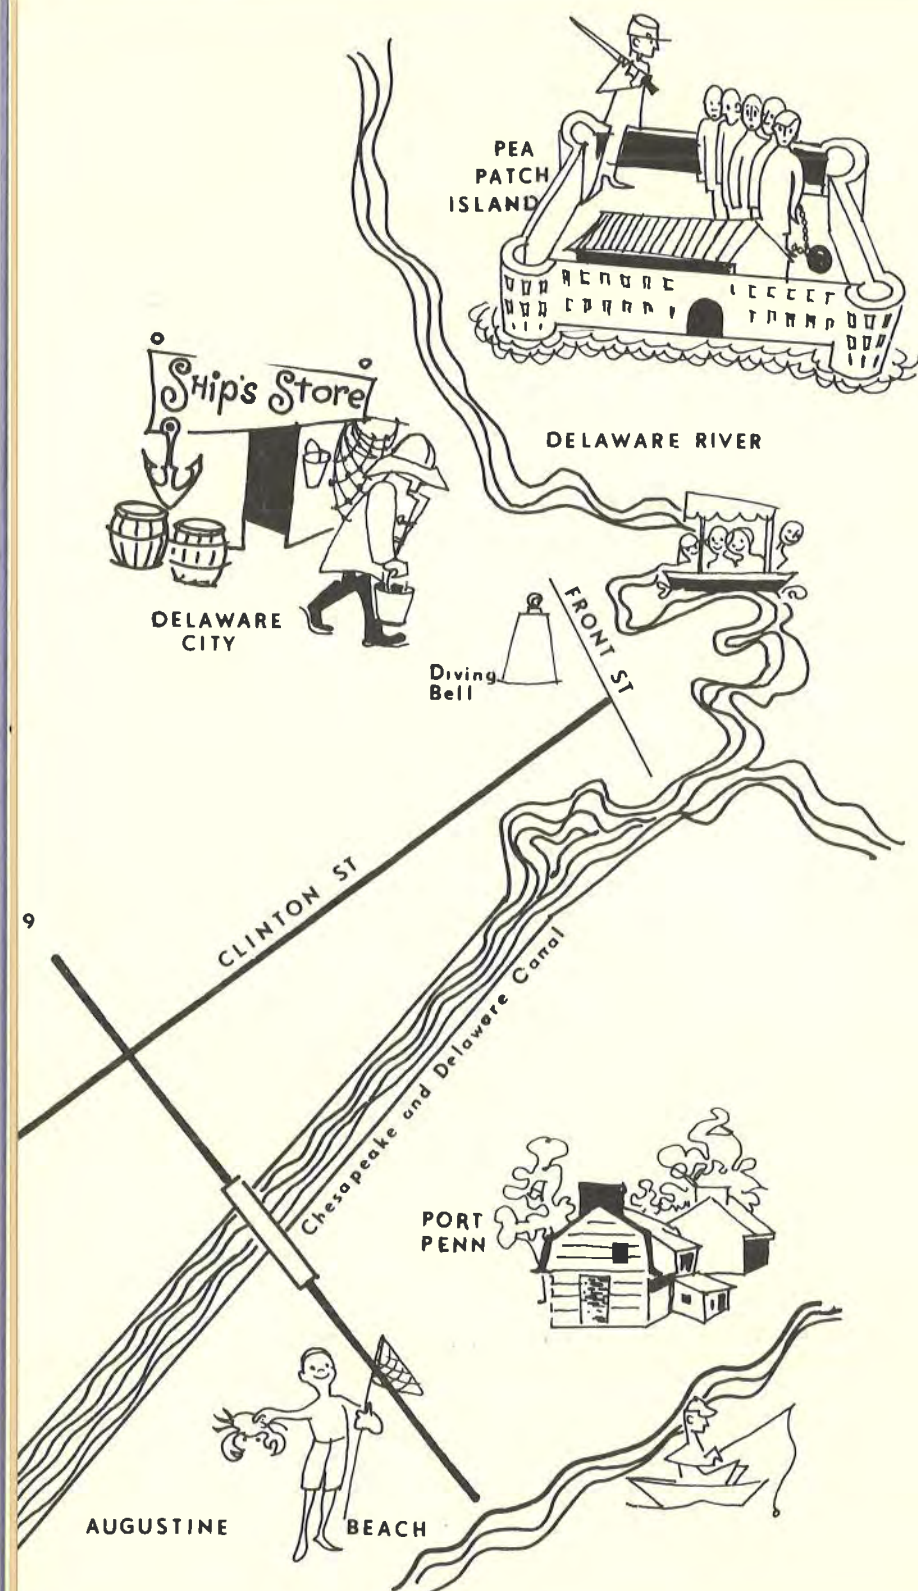 PEA
PATCH
ISLAND
SHip's Store
DELAWARE RIVER
DELAWARE
CITY
FRONT ST
Diving
Bell
CLINTON ST
9
Chesapeake and Delaware Canal
PORT
PENN
AUGUSTINE BEACH